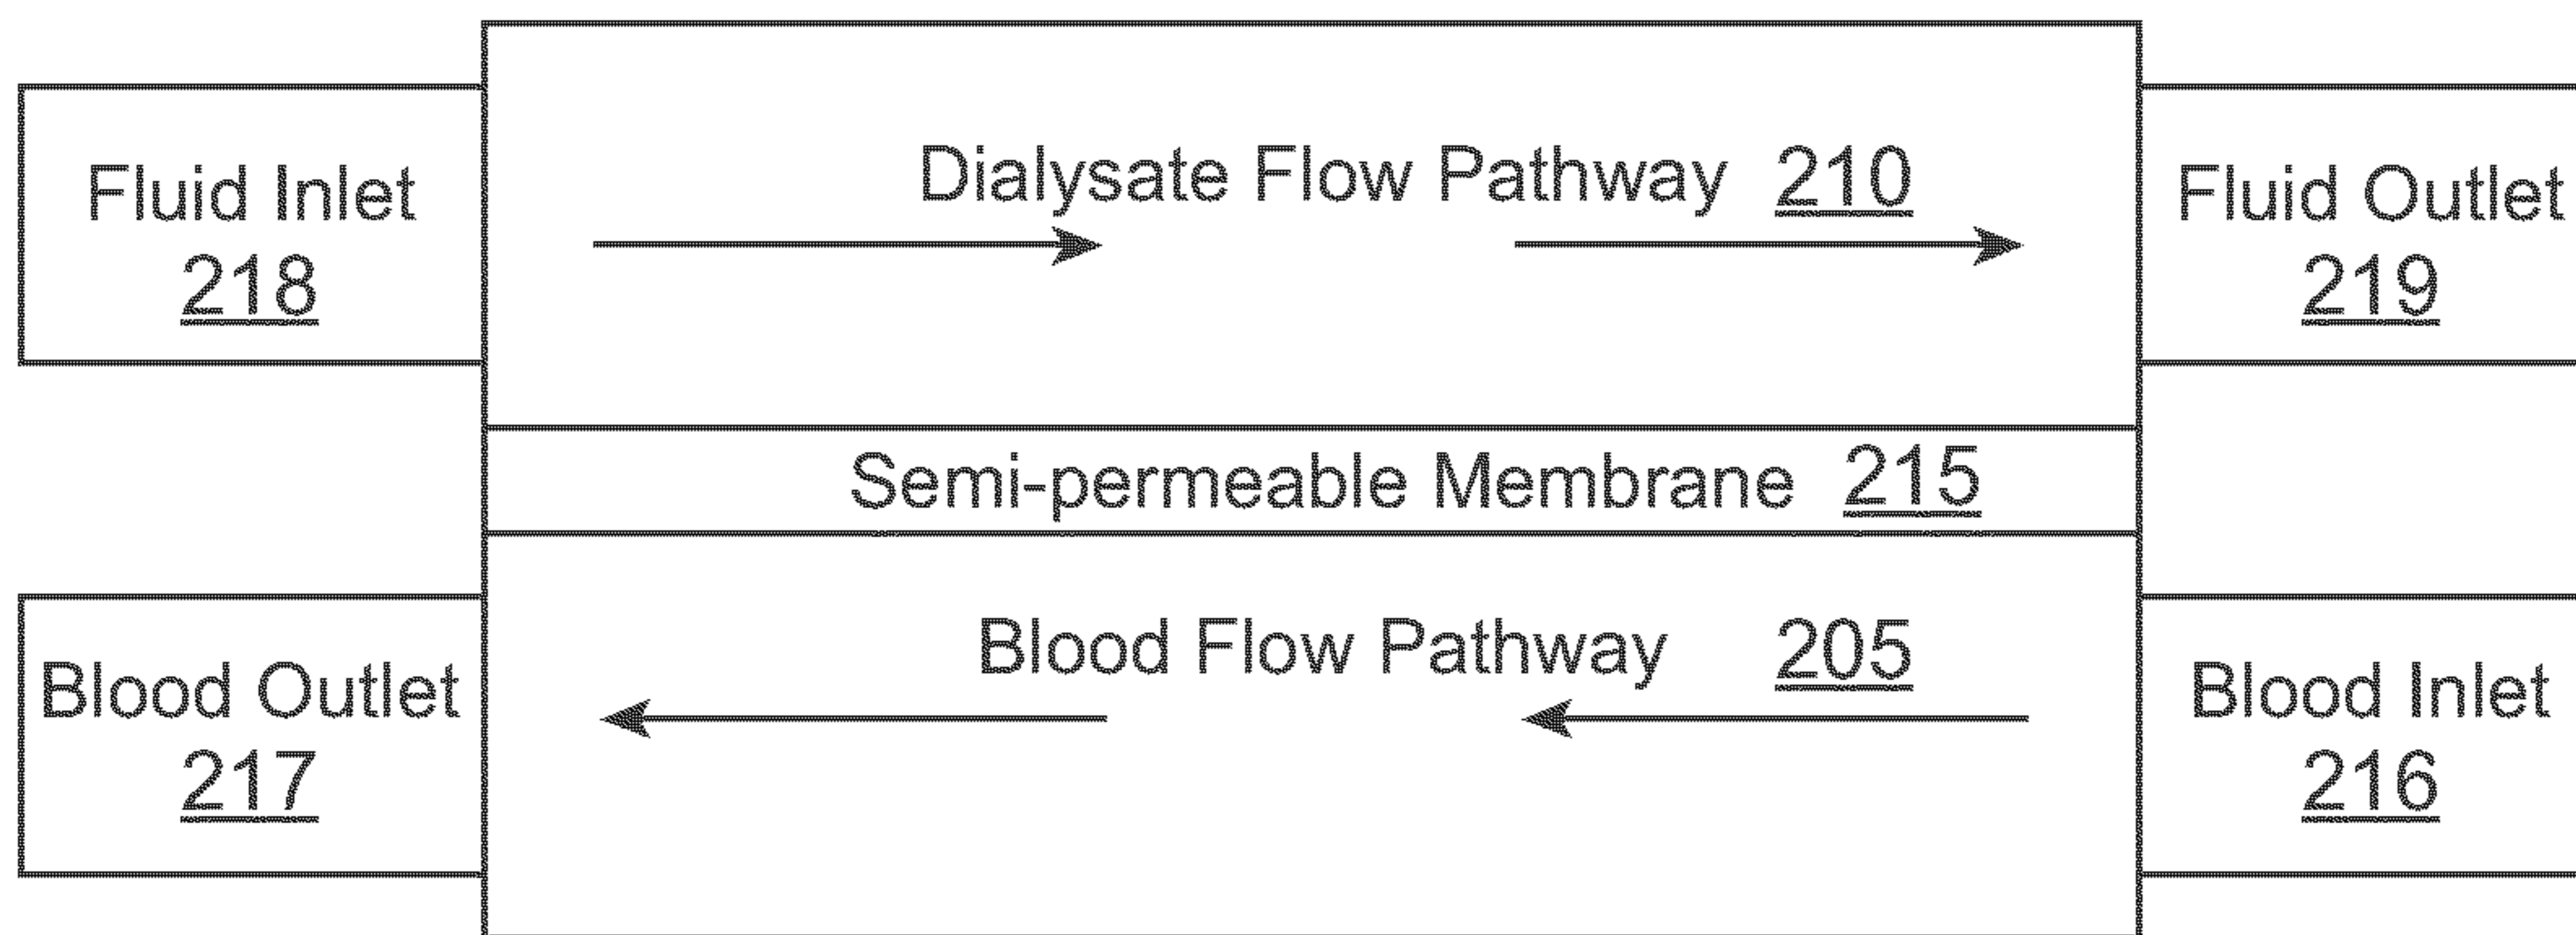 Fluid Inlet
218
Dialysate Flow Pathway 210
Fluid Outlet
219
Semi-permeable Membrane 215
Blood Outlet
217
Blood Flow Pathway 205
Blood Inlet
216